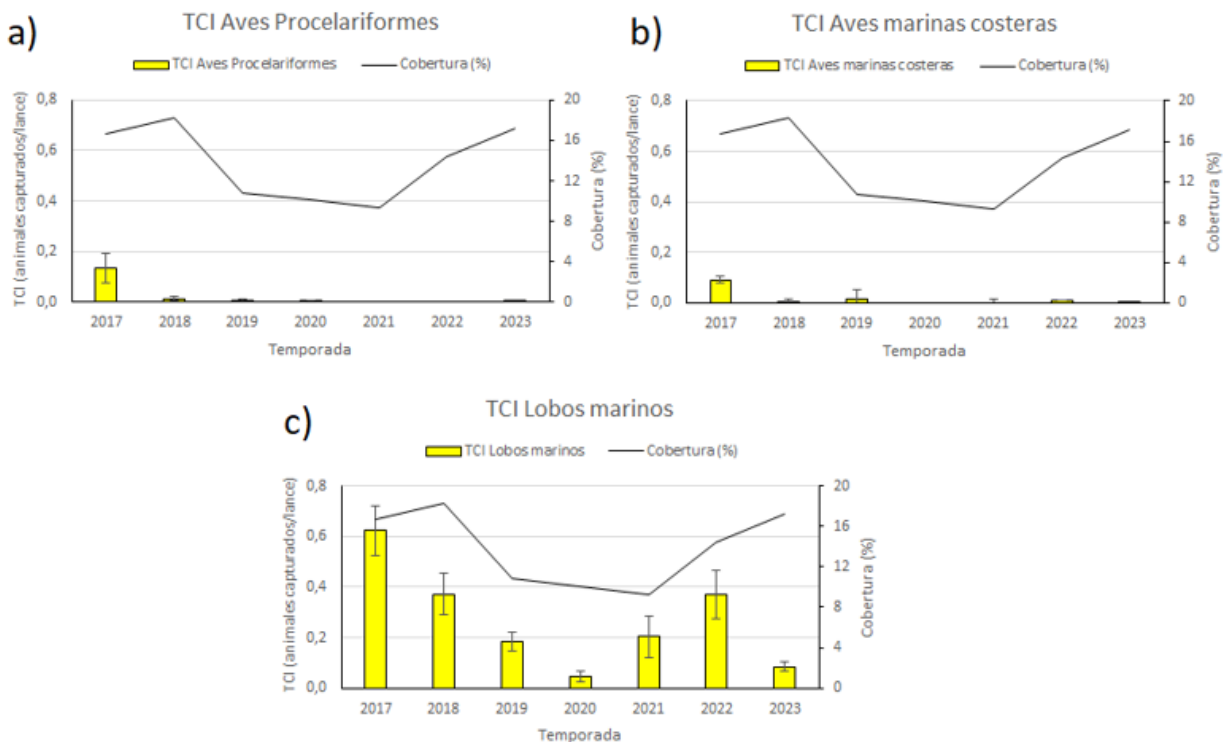 a)
TCI Aves Procelariformes
TCI Aves Procelariformes Cobertura (%)
TCI (animales capturados/lance)
0,8
0,6
0,4
0,2
0,0
20
16
12
8
4
0
Cobertura (%)
2017 2018 2019 2020 2021 2022 2023
Temporada
b)
TCI Aves marinas costeras
TCI Aves marinas costeras Cobertura (%)
TCI (animales capturados/lance)
0,8
0,6
0,4
0,2
0,0
20
16
12
8
4
0
Cobertura (%)
2017 2018 2019 2020 2021 2022 2023
Temporada
c)
TCI Lobos marinos
TCI Lobos marinos Cobertura (%)
TCI (animales capturados/lance)
0,8
0,6
0,4
0,2
0,0
20
16
12
8
4
0
Cobertura (%)
2017 2018 2019 2020 2021 2022 2023
Temporada